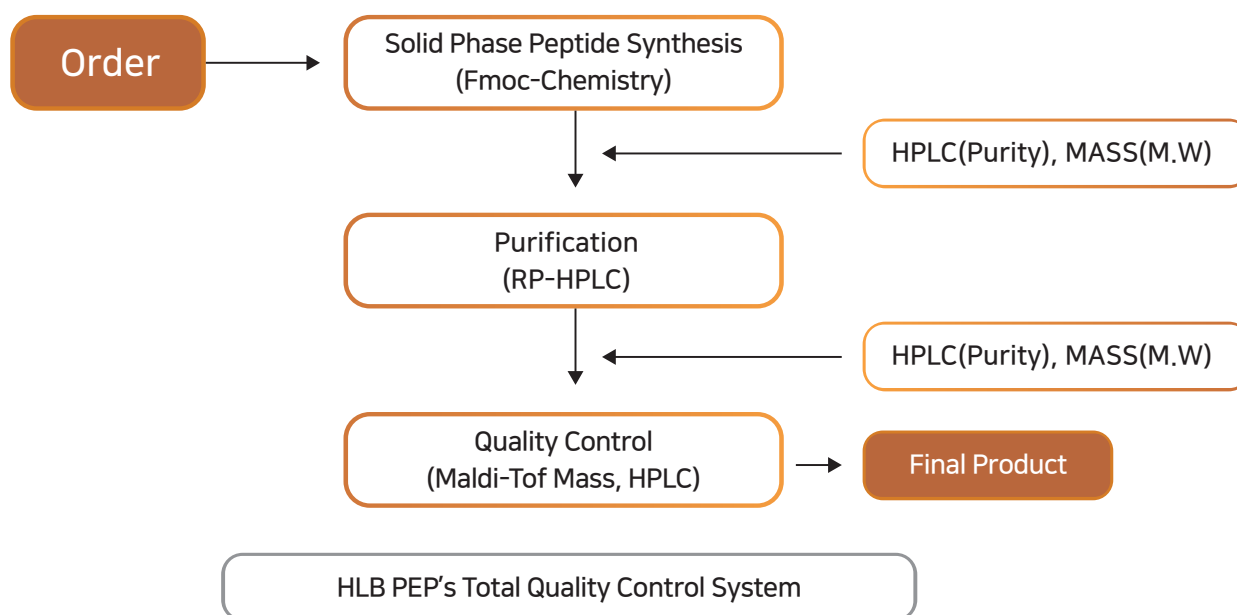 Order
Solid Phase Peptide Synthesis
(Fmoc-Chemistry)
HPLC(Purity), MASS(M.W)
Purification
(RP-HPLC)
HPLC(Purity), MASS(M.W)
Quality Control
(Maldi-Tof Mass, HPLC)
Final Product
HLB PEP's Total Quality Control System